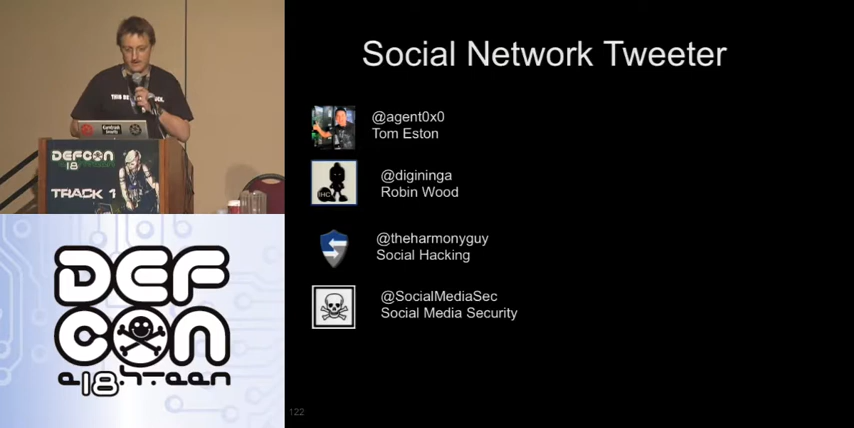 Social Network Tweeter
@agent0x0
Tom Eston
@digininga
Robin Wood
IHC
@theharmonyguy
Social Hacking
@SocialMediaSec
Social Media Security
122
DEFCON
18
TRACK 1
DEF
CON